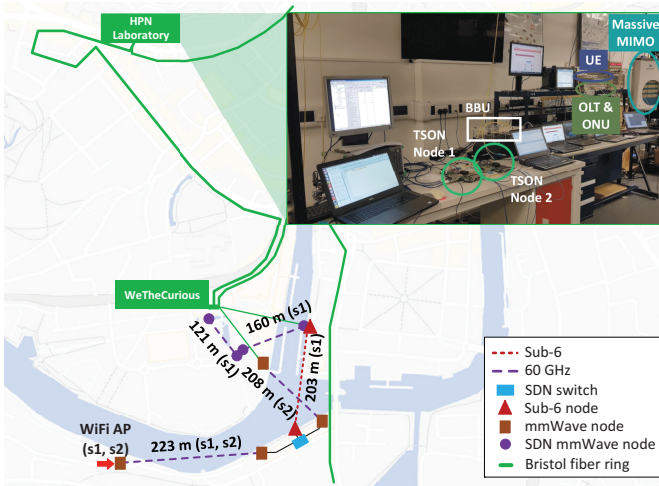 HPN
Laboratory
Massive
MIMO
UE
BBU
OLT &
ONU
TSON
Node 1
TSON
Node 2
WeTheCurious
160 m (s1)
121 m (s1)
208 m (s2)
203 m (s1)
WiFi AP
(s1, s2)
223 m (s1, s2)
Sub-6
60 GHz
SDN switch
Sub-6 node
mmWave node
SDN mmWave node
Bristol fiber ring